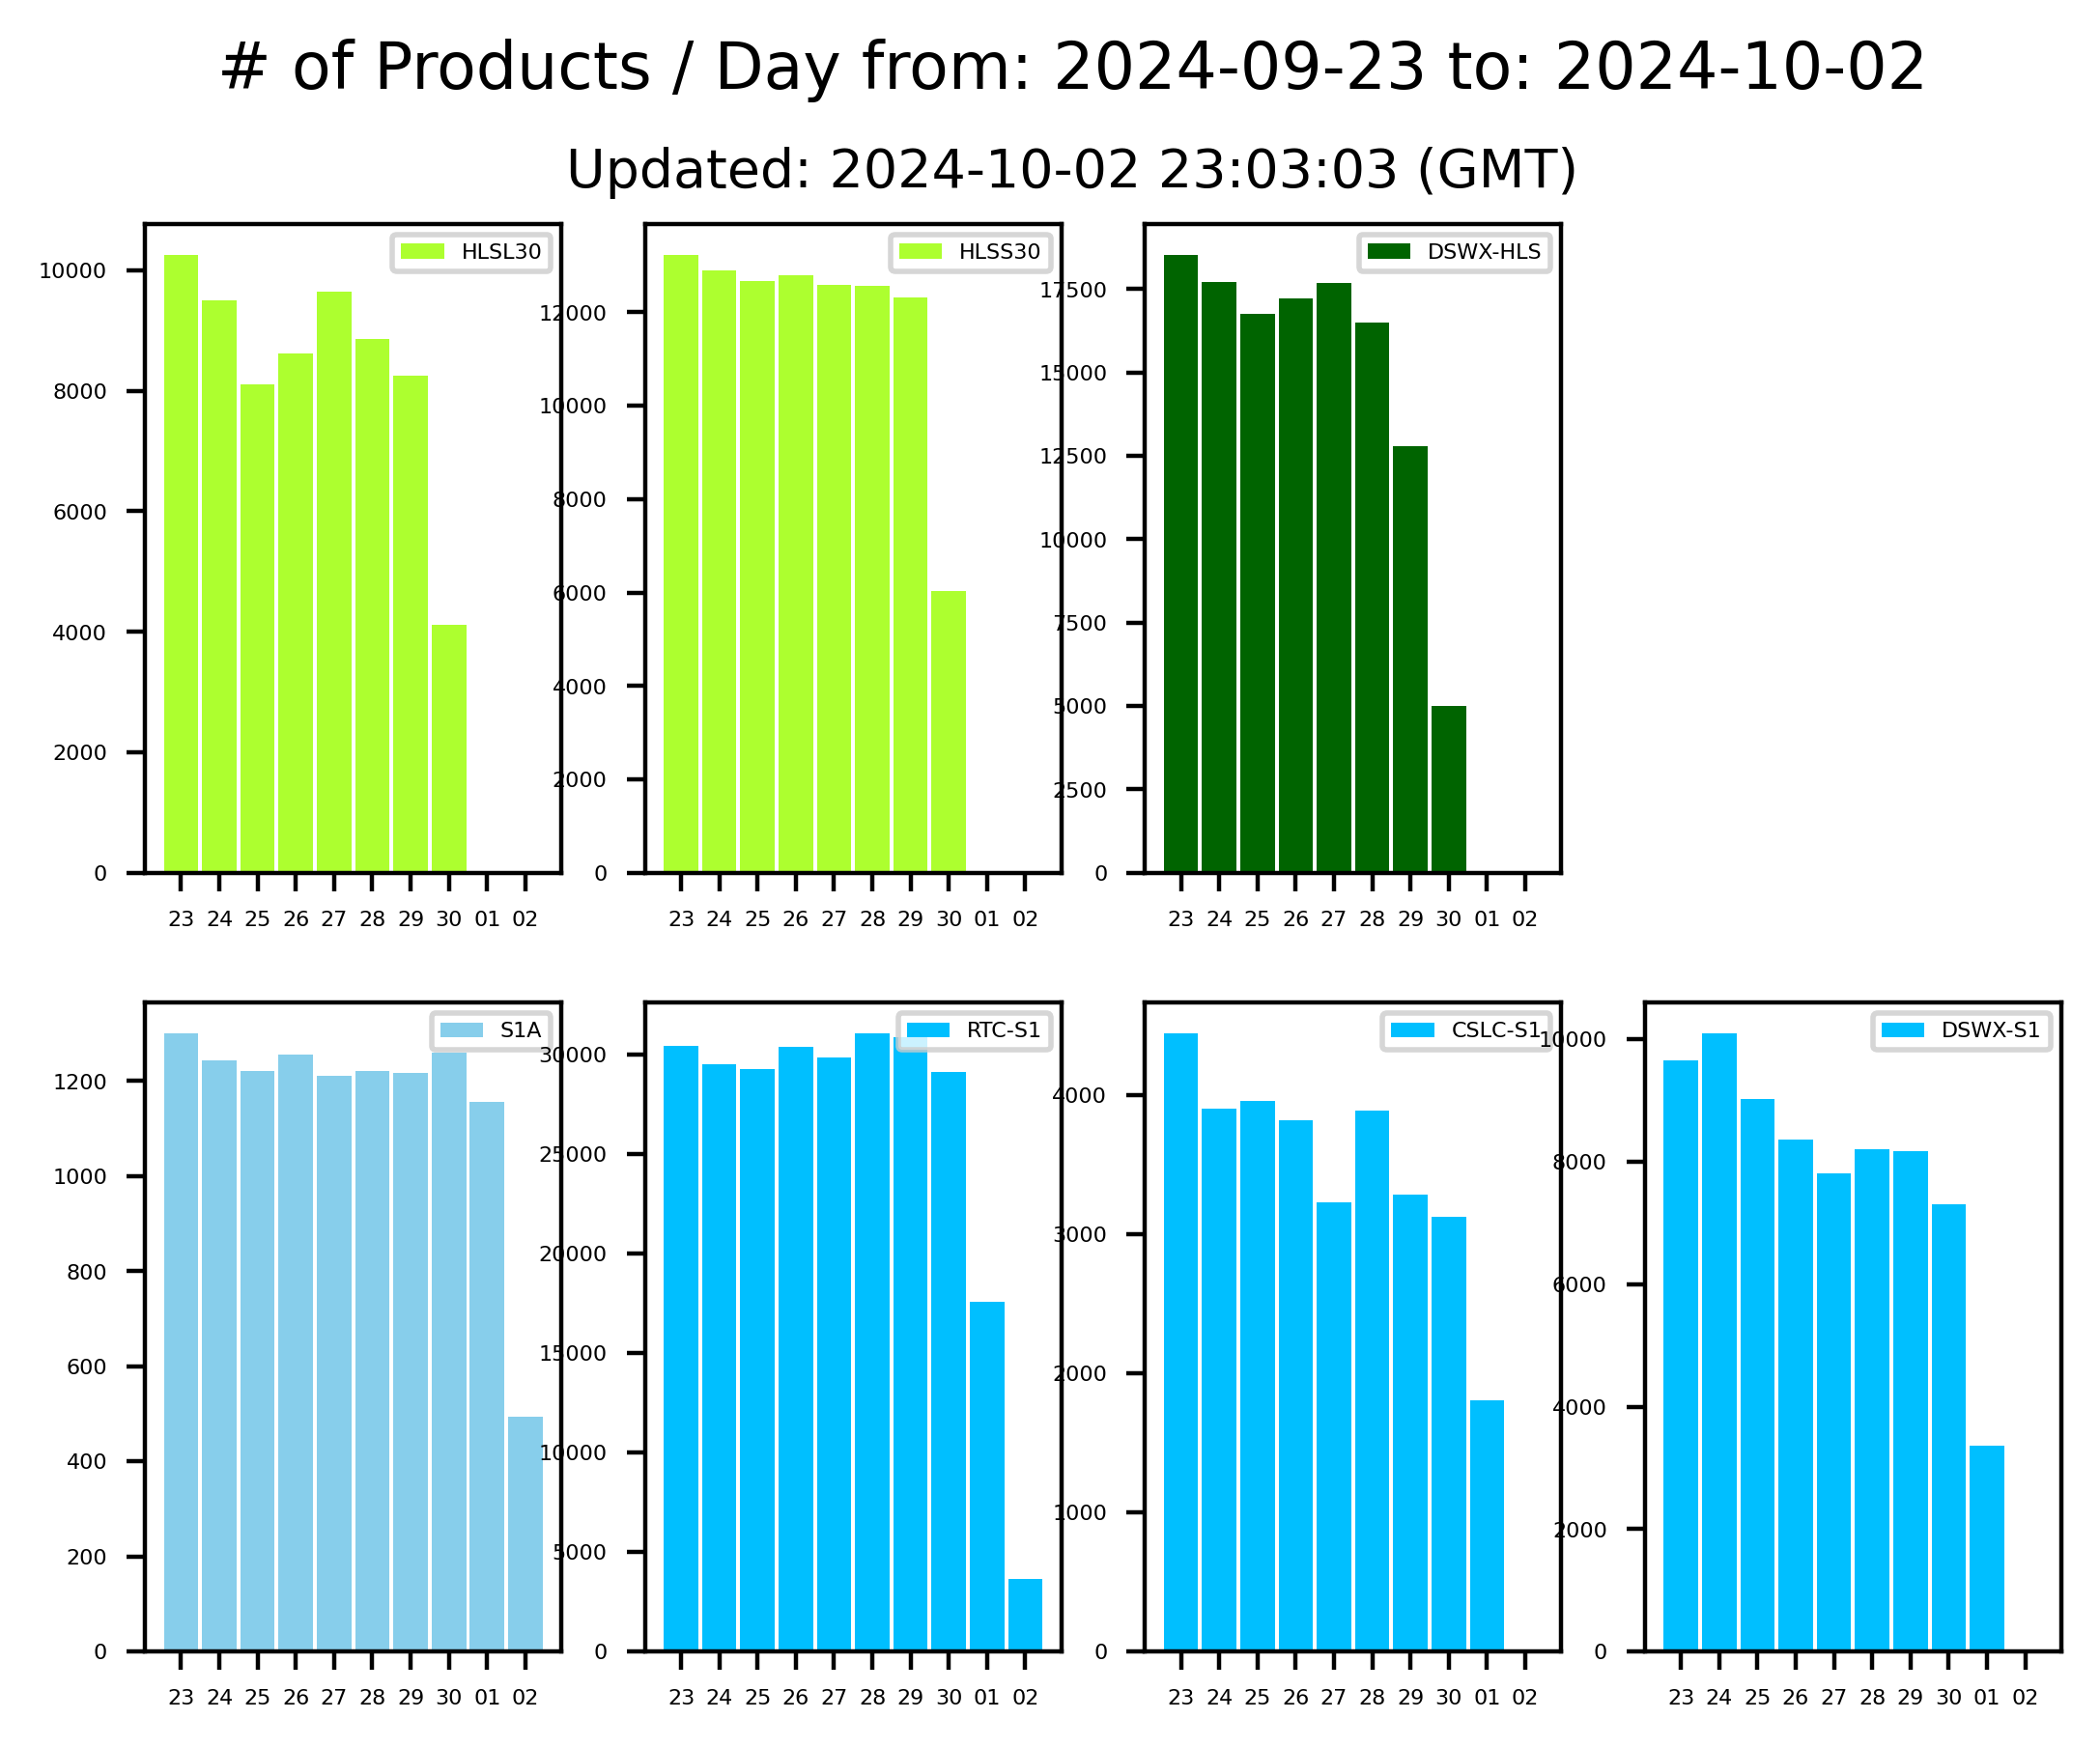 # of Products / Day from: 2024-09-23 to: 2024-10-02
Updated: 2024-10-02 23:03:03 (GMT)
HLSL30
10000
8000
6000
4000
2000
0
23 24 25 26 27 28 29 30 01 02
HLSS30
12000
10000
8000
6000
4000
2000
0
23 24 25 26 27 28 29 30 01 02
DSWX-HLS
17500
15000
12500
10000
7500
5000
2500
0
23 24 25 26 27 28 29 30 01 02
S1A
1200
1000
800
600
400
200
0
23 24 25 26 27 28 29 30 01 02
RTC-S1
30000
25000
20000
15000
10000
5000
0
23 24 25 26 27 28 29 30 01 02
CSLC-S1
4000
3000
2000
1000
0
23 24 25 26 27 28 29 30 01 02
DSWX-S1
10000
8000
6000
4000
2000
0
23 24 25 26 27 28 29 30 01 02